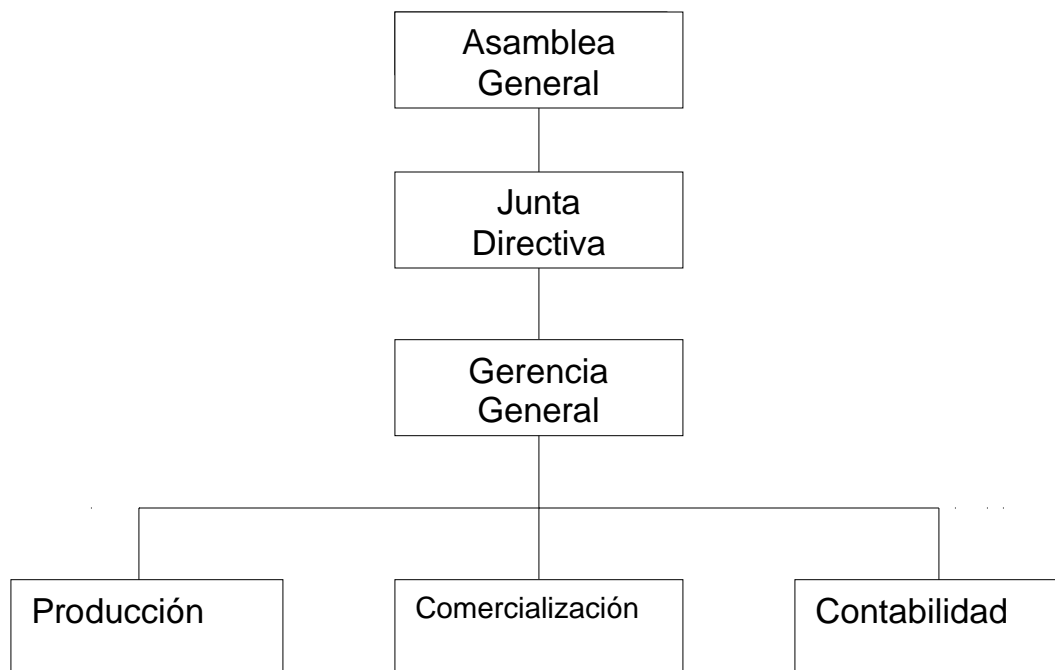 Asamblea
General
Junta
Directiva
Gerencia
General
Producción
Comercialización
Contabilidad